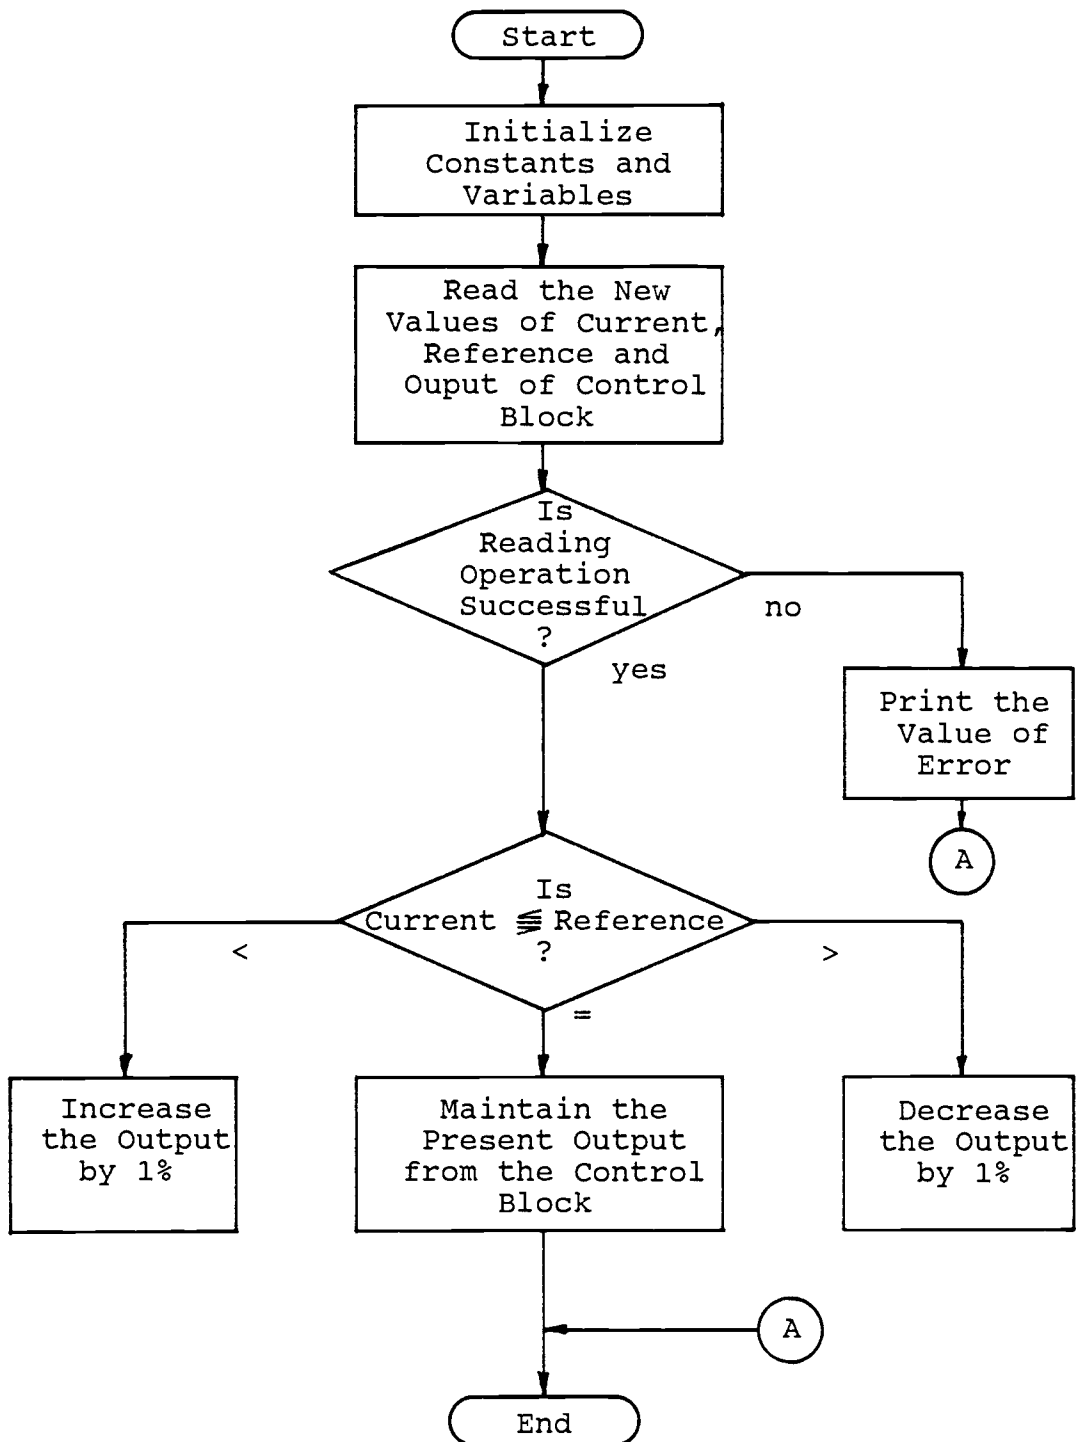 Start
Initialize
Constants and
Variables
Read the New
Values of Current,
Reference and
Ouput of Control
Block
Is
Reading
Operation
Successful
?
no
yes
Print the
Value of
Error
A
Is
Current ⋚ Reference
?
<
>
=
Increase
the Output
by 1%
Maintain the
Present Output
from the Control
Block
Decrease
the Output
by 1%
A
End